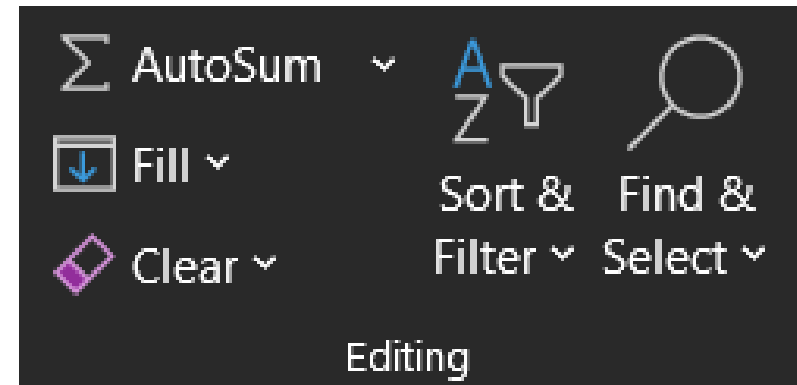 AutoSum
Fill
Clear
Sort &
Filter
Find &
Select
Editing